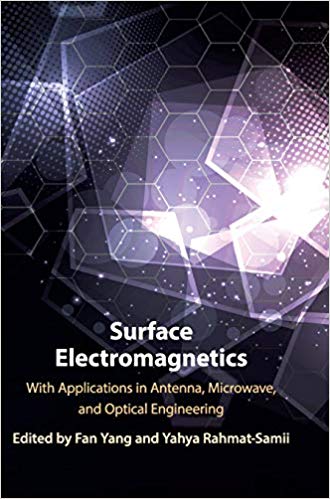 Surface
Electromagnetics
With Applications in Antenna, Microwave,
and Optical Engineering
Edited by Fan Yang and Yahya Rahmat-Samii